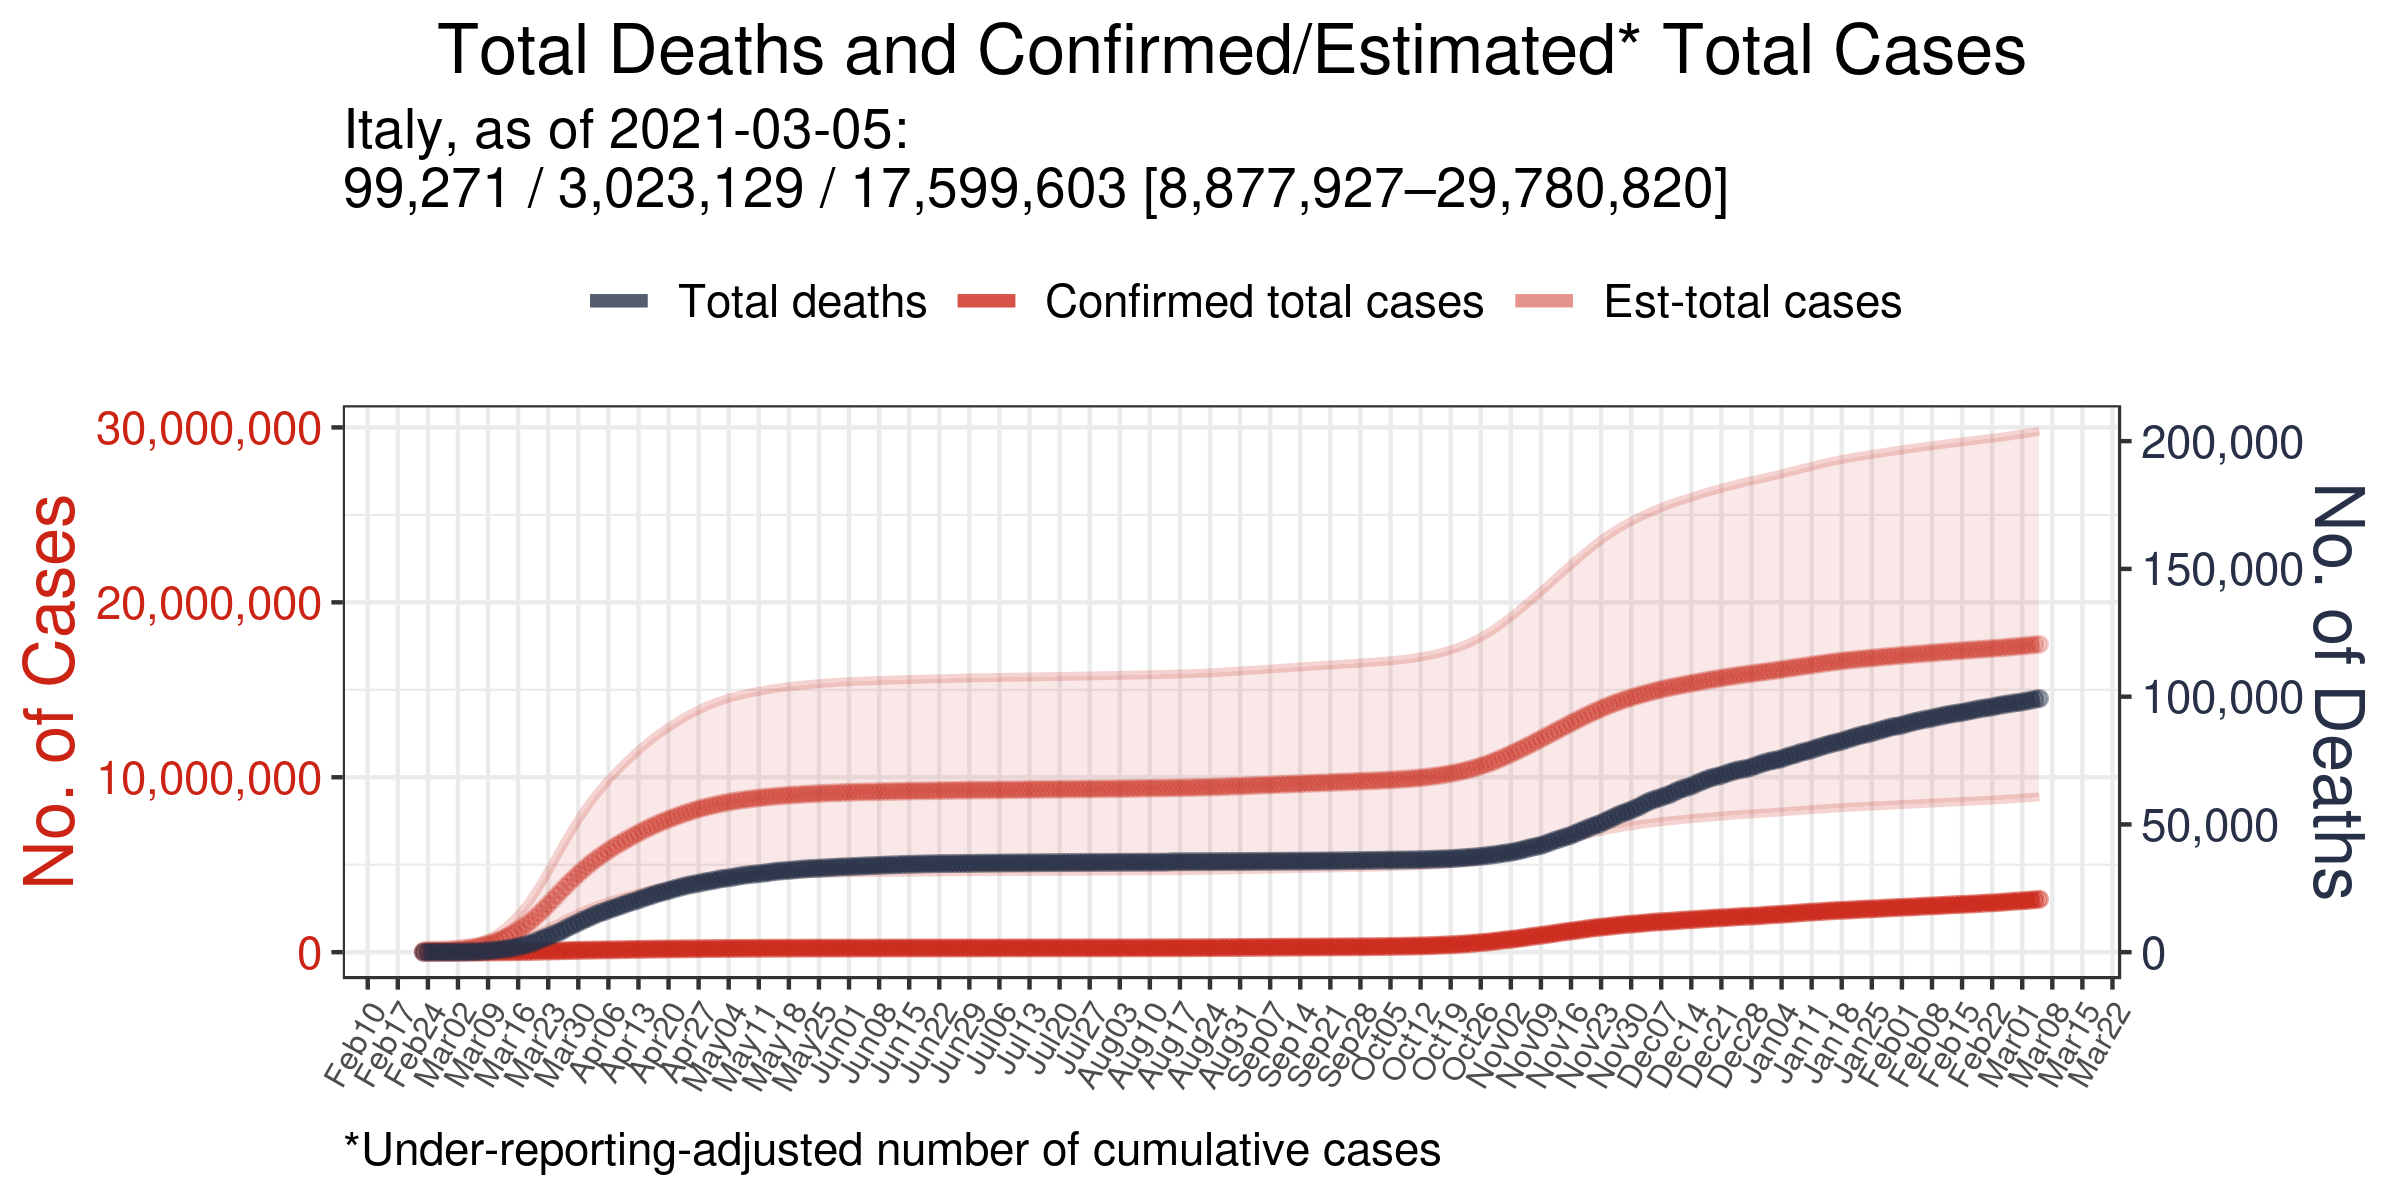 Total Deaths and Confirmed/Estimated* Total Cases
Italy, as of 2021-03-05:
99,271 / 3,023,129 / 17,599,603 [8,877,927–29,780,820]
Total deaths Confirmed total cases Est-total cases
No. of Cases
30,000,000
20,000,000
10,000,000
0
200,000
150,000
100,000
50,000
0
No. of Deaths
Feb10 Feb17 Feb24 Mar02 Mar09 Mar16 Mar23 Mar30 Apr06 Apr13 Apr20 Apr27 May04 May11 May18 May25 Jun01 Jun08 Jun15 Jun22 Jun29 Jul06 Jul13 Jul20 Jul27 Aug03 Aug10 Aug17 Aug24 Aug31 Sep07 Sep14 Sep21 Sep28 Oct05 Oct12 Oct19 Oct26 Nov02 Nov09 Nov16 Nov23 Nov30 Dec07 Dec14 Dec21 Dec28 Jan04 Jan11 Jan18 Jan25 Feb01 Feb08 Feb15 Feb22 Mar01 Mar08 Mar15 Mar22
*Under-reporting-adjusted number of cumulative cases